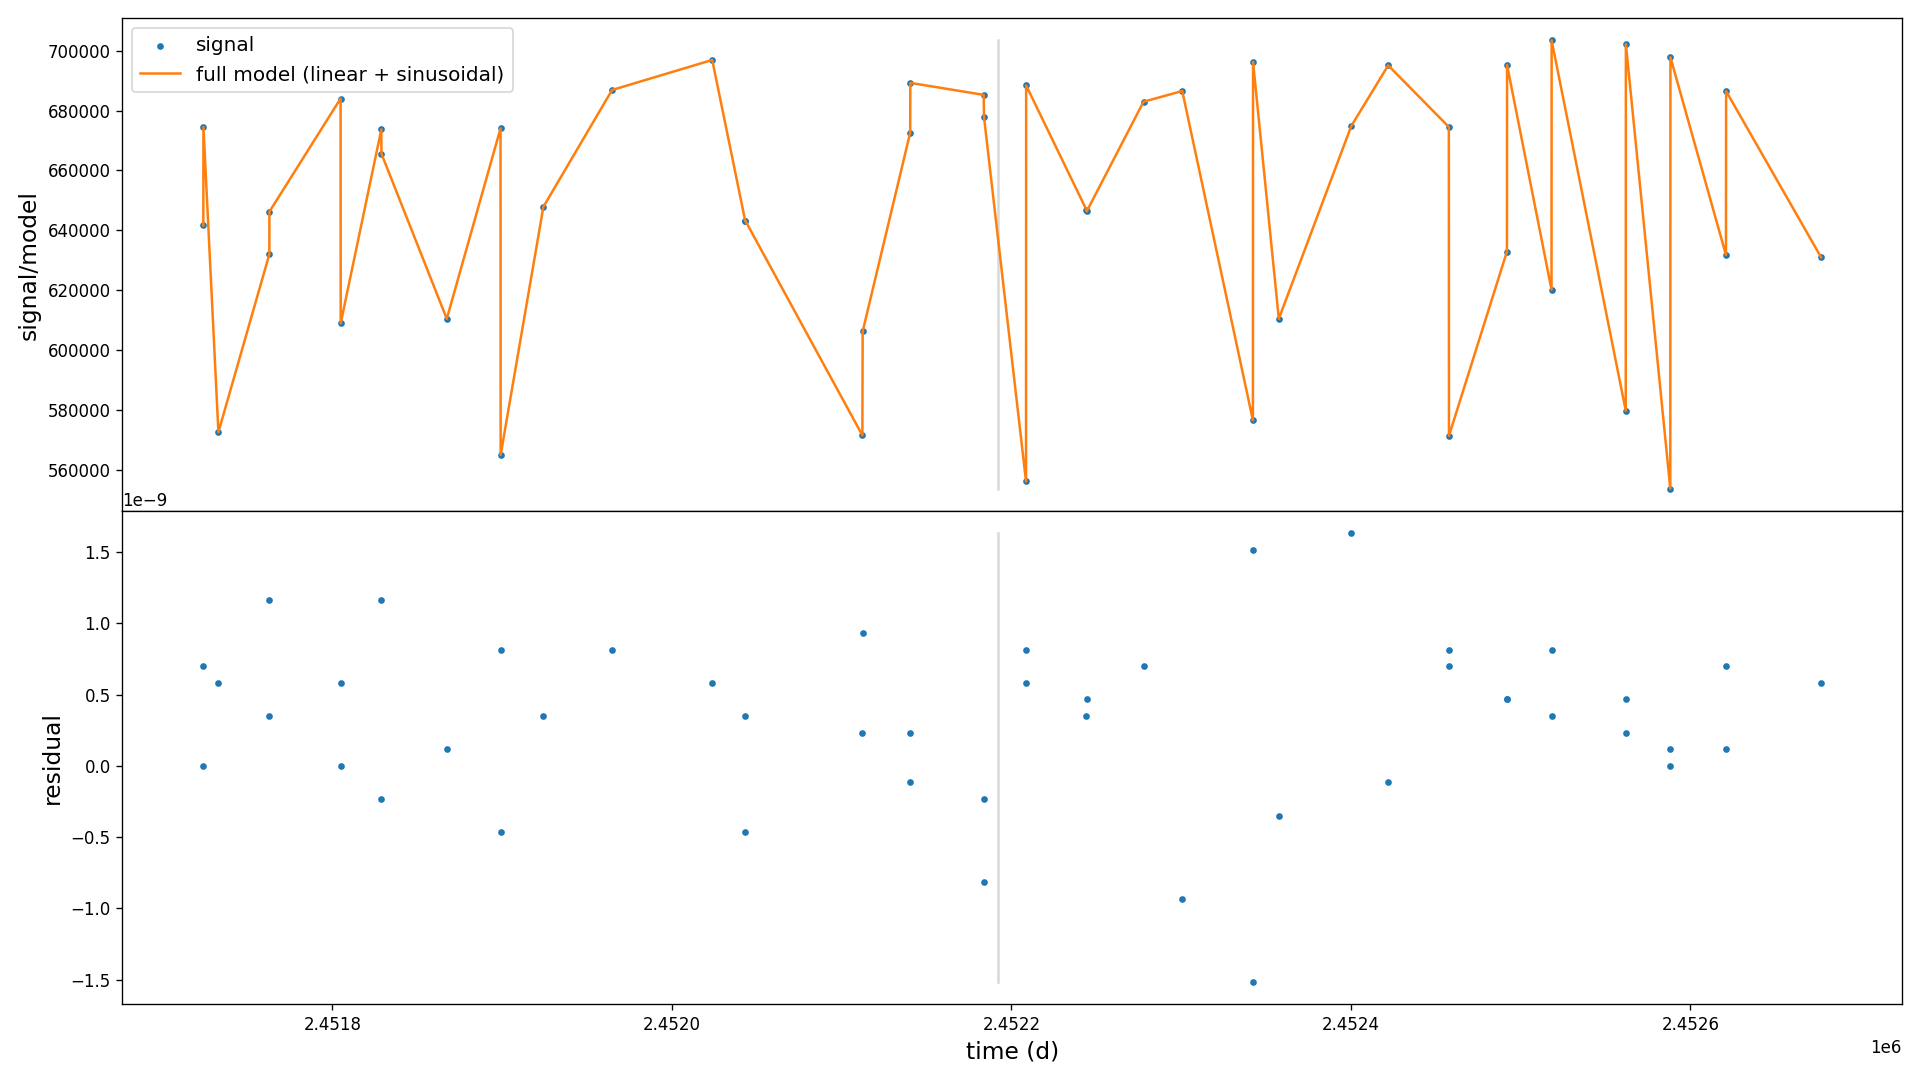 signal
full model (linear + sinusoidal)
700000
680000
660000
640000
620000
600000
580000
560000
signal/model
1e−9
1.5
1.0
0.5
0.0
−0.5
−1.0
−1.5
residual
2.4518
2.4520
2.4522
2.4524
2.4526
time (d)
1e6